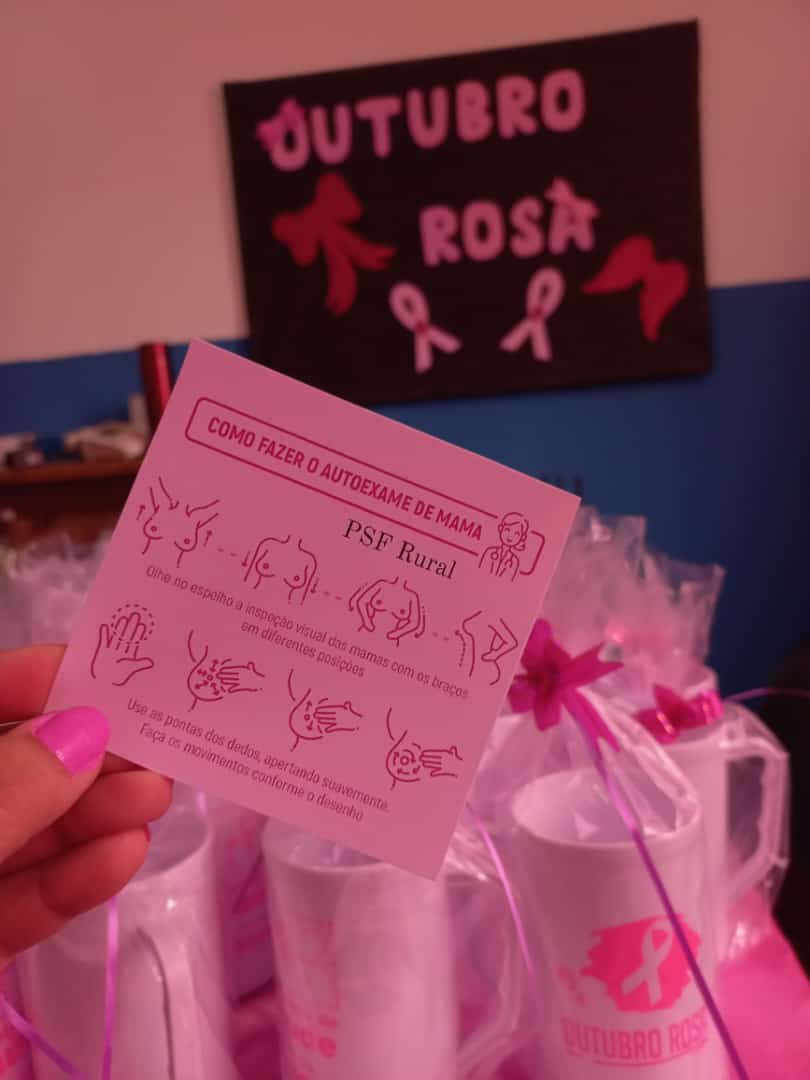 OUTUBRO
ROSA
COMO FAZER O AUTOEXAME DE MAMA
PSF Rural
Olhe no espelho a inspeção visual das mamas com os braços
em diferentes posições
Use as pontas dos dedos, apertando suavemente.
Faça os movimentos conforme o desenho
OUTUBRO ROSA